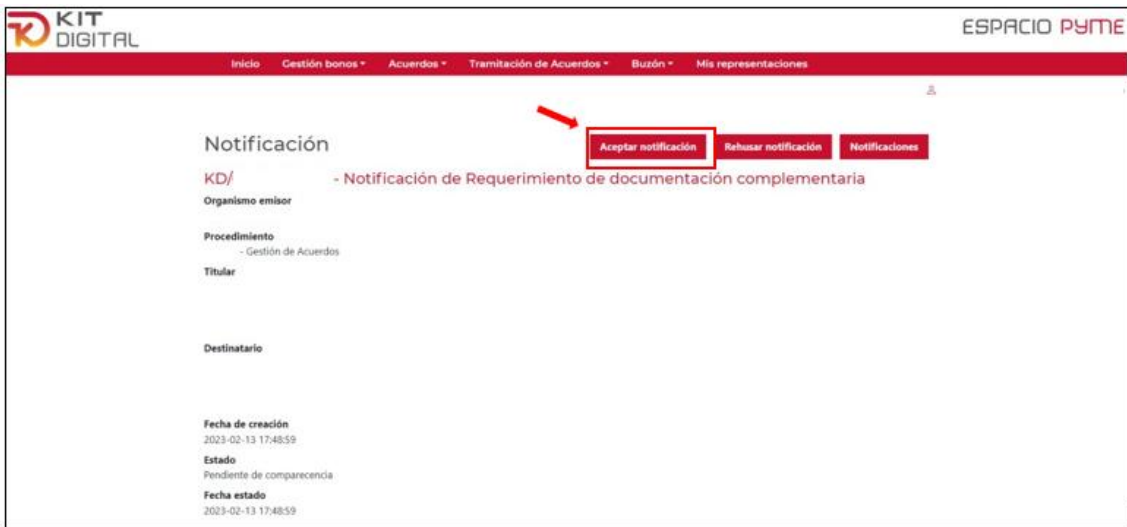 KIT
DIGITAL
ESPACIO PYME
Inicio Gestión bonos Acuerdos Tramitación de Acuerdos Buzón Mis representaciones
Notificación
Aceptar notificación Rehusar notificación Notificaciones
KD/ - Notificación de Requerimiento de documentación complementaria
Organismo emisor
Procedimiento
- Gestión de Acuerdos
Titular
Destinatario
Fecha de creación
2023-02-13 17:48:59
Estado
Pendiente de comparecencia
Fecha estado
2023-02-13 17:48:59